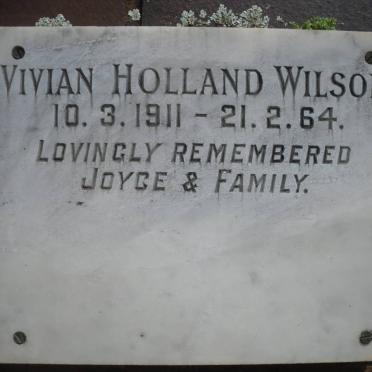 VIVIAN HOLLAND WILSO
10. 3. 1911 - 21. 2. 64.
LOVINGLY REMEMBERED
JOYCE & FAMILY.